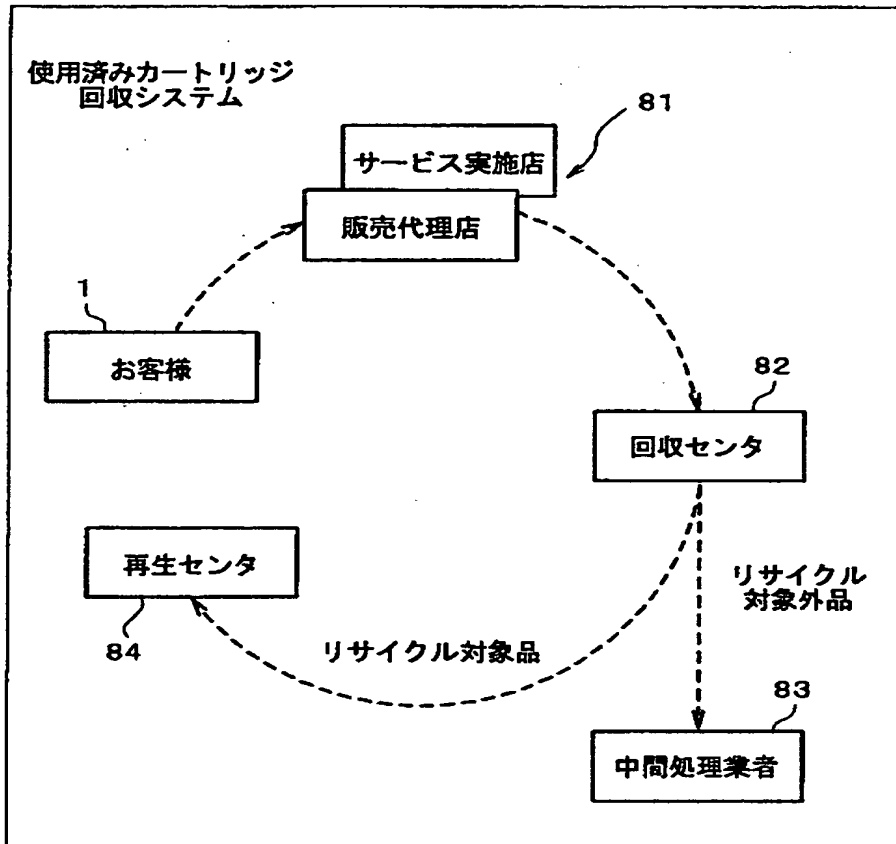 使用済みカートリッジ
回収システム
81
サービス実施店
販売代理店
1
お客様
82
回収センタ
再生センタ
84
リサイクル対象品
リサイクル
対象外品
83
中間処理業者